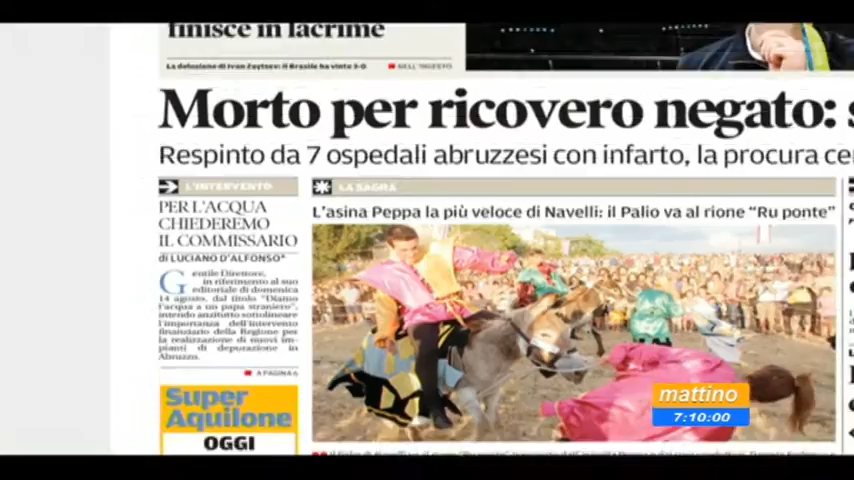 finisce in lacrime
La delusione di Ivan Zaytsev: il Brasile ha vinto 3-0
NELL'INSERTO
Morto per ricovero negato: s
Respinto da 7 ospedali abruzzesi con infarto, la procura ce
L'INTERVENTO
PER L'ACQUA
CHIEDEREMO
IL COMMISSARIO
di LUCIANO D'ALFONSO*
Gentile Direttore,
in riferimento al suo
editoriale di domenica
14 agosto, dal titolo "Diamo
l'acqua a un papa straniero",
intendo anzitutto sottolineare
l'importanza dell'intervento
finanziario della Regione per
la realizzazione di nuovi im-
pianti di depurazione in
Abruzzo.
A PAGINA 6
Super
Aquilone
OGGI
LA SAGRA
L'asina Peppa la più veloce di Navelli: il Palio va al rione "Ru ponte"
mattino
7:10:00